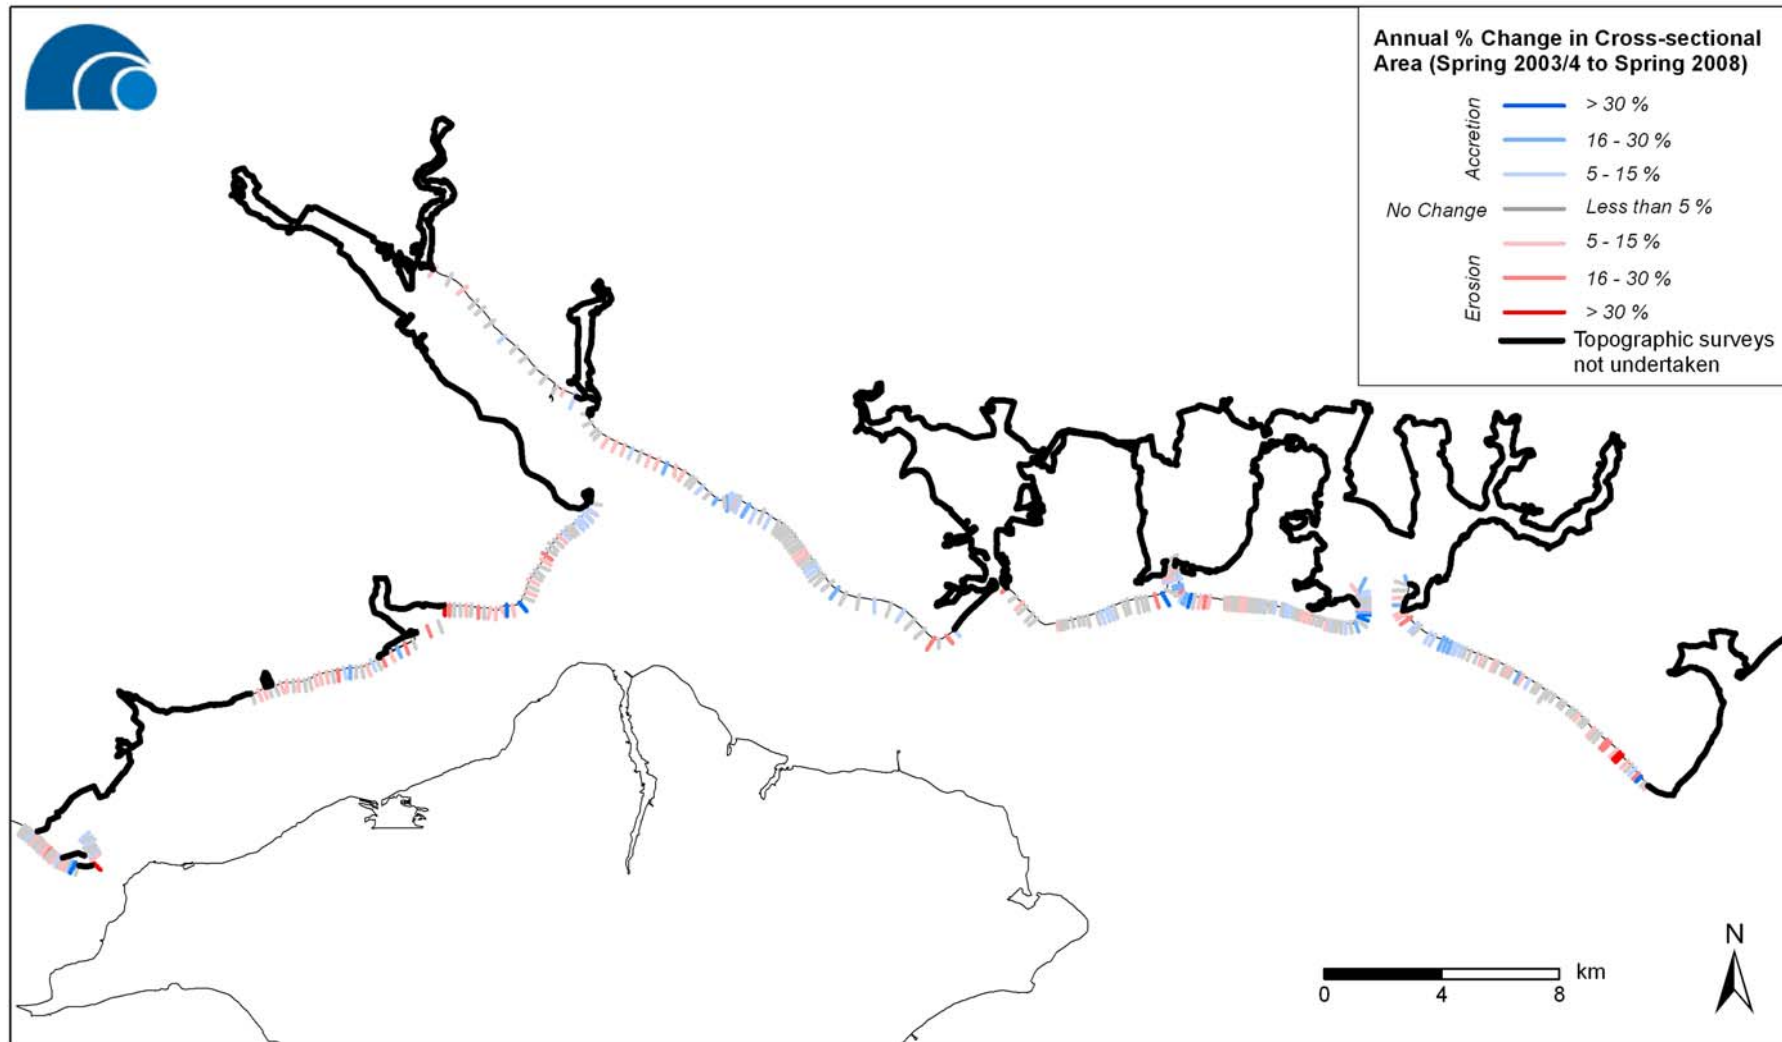 Annual % Change in Cross-sectional
Area (Spring 2003/4 to Spring 2008)
Accretion
> 30 %
16 - 30 %
5 - 15 %
No Change
Less than 5 %
Erosion
5 - 15 %
16 - 30 %
> 30 %
Topographic surveys
not undertaken
N
km
0 4 8